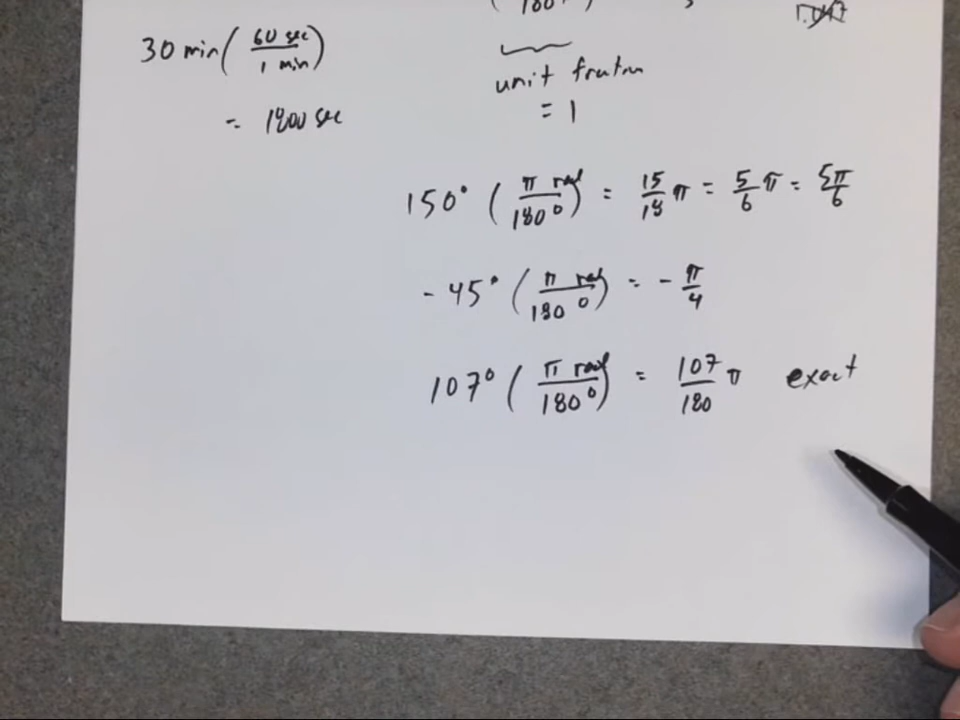 180°
30 min ( 60 sec / 1 min )
= 1800 sec
unit fraction
= 1
150° ( π rad / 180° ) = 15/18 π = 5/6 π = 5π/6
- 45° ( π rad / 180° ) = - π/4
107° ( π rad / 180° ) = 107/180 π exact